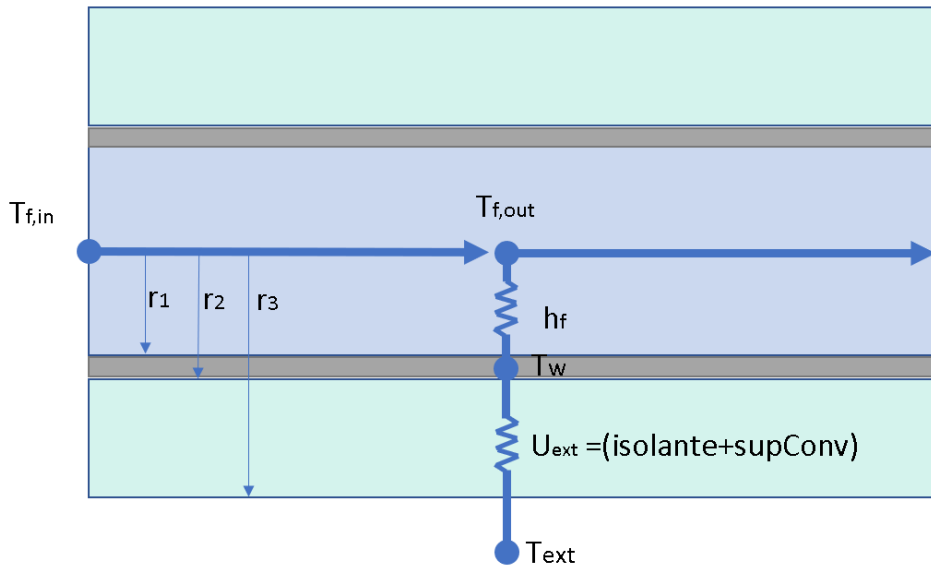 Tf,in
Tf,out
r1
r2
r3
hf
Tw
Uext =(isolante+supConv)
Text